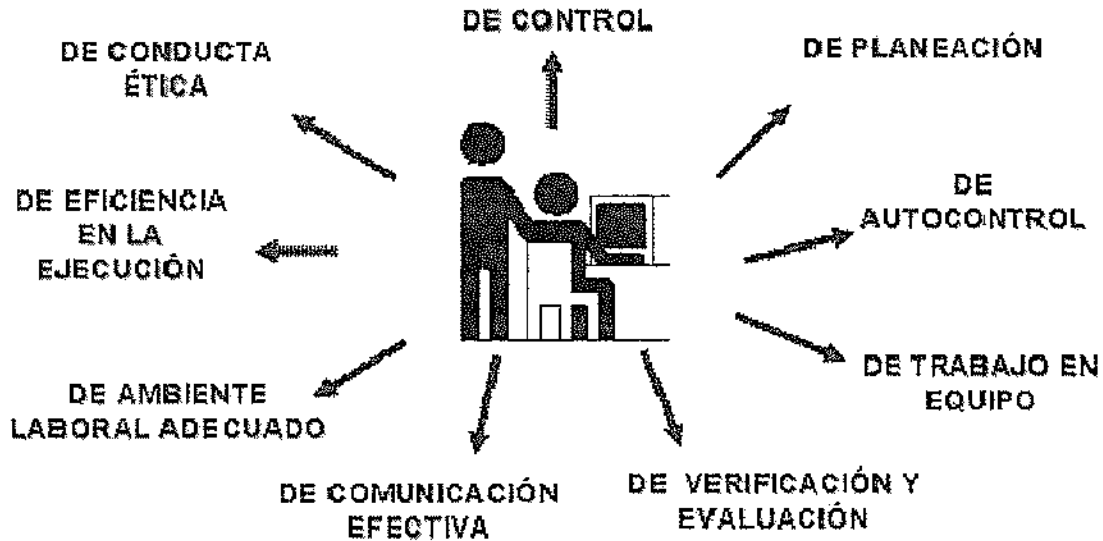 DE CONTROL
DE CONDUCTA
ÉTICA
DE PLANEACIÓN
DE EFICIENCIA
EN LA
EJECUCIÓN
DE
AUTOCONTROL
DE AMBIENTE
LABORAL ADECUADO
DE TRABAJO EN
EQUIPO
DE COMUNICACIÓN
EFECTIVA
DE VERIFICACIÓN Y
EVALUACIÓN